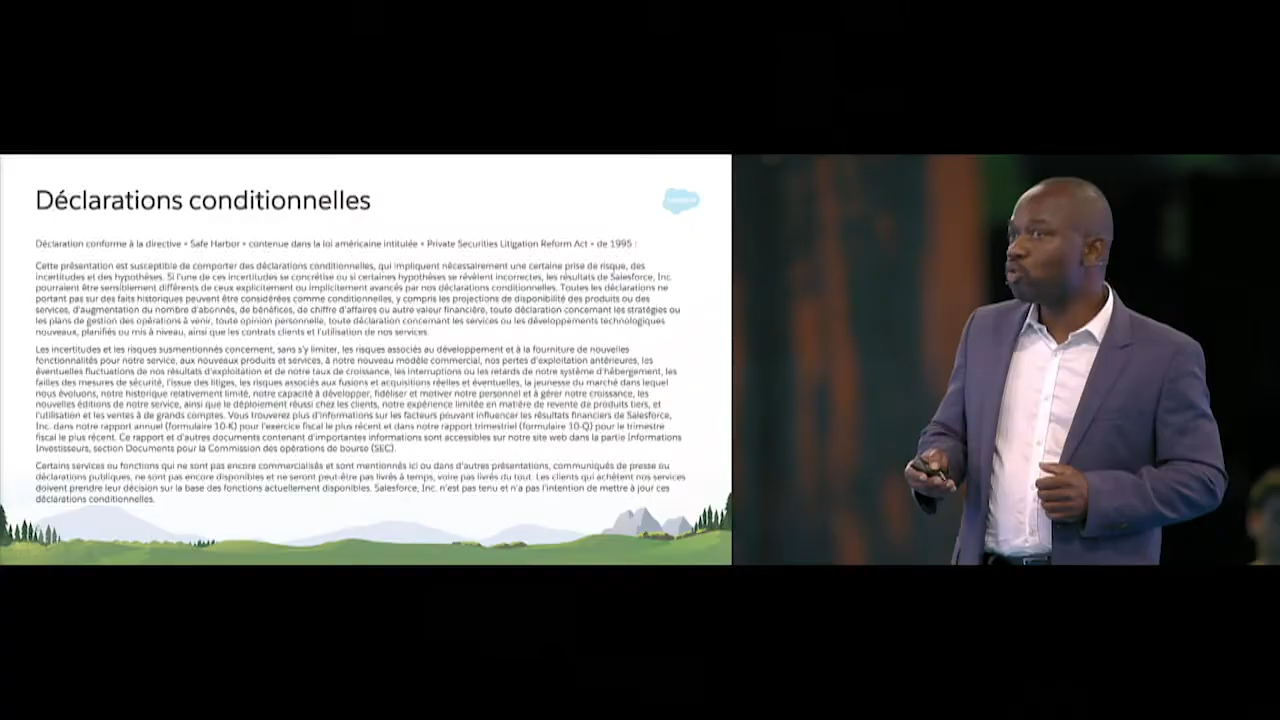 Déclarations conditionnelles
salesforce
Déclaration conforme à la directive « Safe Harbor » contenue dans la loi américaine intitulée « Private Securities Litigation Reform Act » de 1995 :
Cette présentation est susceptible de comporter des déclarations conditionnelles, qui impliquent nécessairement une certaine prise de risque, des
incertitudes et des hypothèses. Si l'une de ces incertitudes se concrétise ou si certaines hypothèses se révèlent incorrectes, les résultats de Salesforce, Inc.
pourraient être sensiblement différents de ceux explicitement ou implicitement avancés par nos déclarations conditionnelles. Toutes les déclarations ne
portant pas sur des faits historiques peuvent être considérées comme conditionnelles, y compris les projections de disponibilité des produits ou des
services, d'augmentation du nombre d'abonnés, de bénéfices, de chiffre d'affaires ou autre valeur financière, toute déclaration concernant les stratégies ou
les plans de gestion des opérations à venir, toute opinion personnelle, toute déclaration concernant les services ou les développements technologiques
nouveaux, planifiés ou mis à niveau, ainsi que les contrats clients et l'utilisation de nos services.
Les incertitudes et les risques susmentionnés concernent, sans s'y limiter, les risques associés au développement et à la fourniture de nouvelles
fonctionnalités pour notre service, aux nouveaux produits et services, à notre nouveau modèle commercial, nos pertes d'exploitation antérieures, les
éventuelles fluctuations de nos résultats d'exploitation et de notre taux de croissance, les interruptions ou les retards de notre système d'hébergement, les
failles des mesures de sécurité, l'issue des litiges, les risques associés aux fusions et acquisitions réelles et éventuelles, la jeunesse du marché dans lequel
nous évoluons, notre historique relativement limité, notre capacité à développer, fidéliser et motiver notre personnel et à gérer notre croissance, les
nouvelles éditions de notre service, ainsi que le déploiement réussi chez les clients, notre expérience limitée en matière de revente de produits tiers, et
l'utilisation et les ventes à de grands comptes. Vous trouverez plus d'informations sur les facteurs pouvant influencer les résultats financiers de Salesforce,
Inc. dans notre rapport annuel (formulaire 10-K) pour l'exercice fiscal le plus récent et dans notre rapport trimestriel (formulaire 10-Q) pour le trimestre
fiscal le plus récent. Ce rapport et d'autres documents contenant d'importantes informations sont accessibles sur notre site web dans la partie Informations
Investisseurs, section Documents pour la Commission des opérations de bourse (SEC).
Certains services ou fonctions qui ne sont pas encore commercialisés et sont mentionnés ici ou dans d'autres présentations, communiqués de presse ou
déclarations publiques, ne sont pas encore disponibles et ne seront peut-être pas livrés à temps, voire pas livrés du tout. Les clients qui achètent nos services
doivent prendre leur décision sur la base des fonctions actuellement disponibles. Salesforce, Inc. n'est pas tenu et n'a pas l'intention de mettre à jour ces
déclarations conditionnelles.